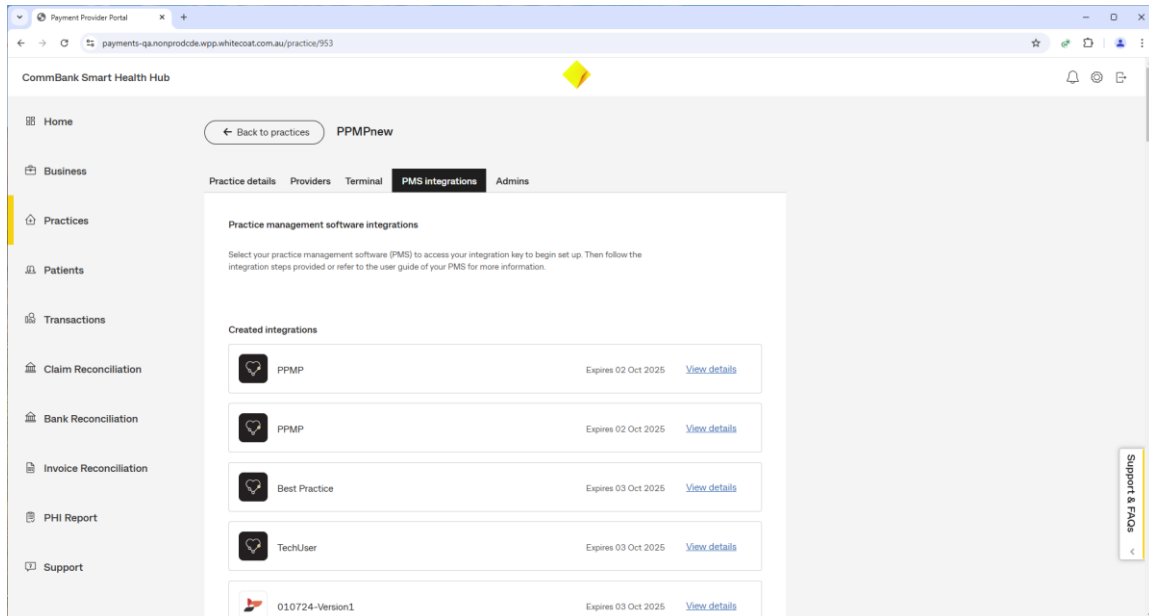 Payment Provider Portal
payments-qa.nonprodcde.wpp.whitecoat.com.au/practice/953
CommBank Smart Health Hub
Home
Business
Practices
Patients
Transactions
Claim Reconciliation
Bank Reconciliation
Invoice Reconciliation
PHI Report
Support
Back to practices
PPMPnew
Practice details Providers Terminal PMS integrations Admins
Practice management software integrations
Select your practice management software (PMS) to access your integration key to begin set up. Then follow the
integration steps provided or refer to the user guide of your PMS for more information.
Created integrations
PPMP Expires 02 Oct 2025 View details
PPMP Expires 02 Oct 2025 View details
Best Practice Expires 03 Oct 2025 View details
TechUser Expires 03 Oct 2025 View details
010724-Version1 Expires 03 Oct 2025 View details
Support & FAQs